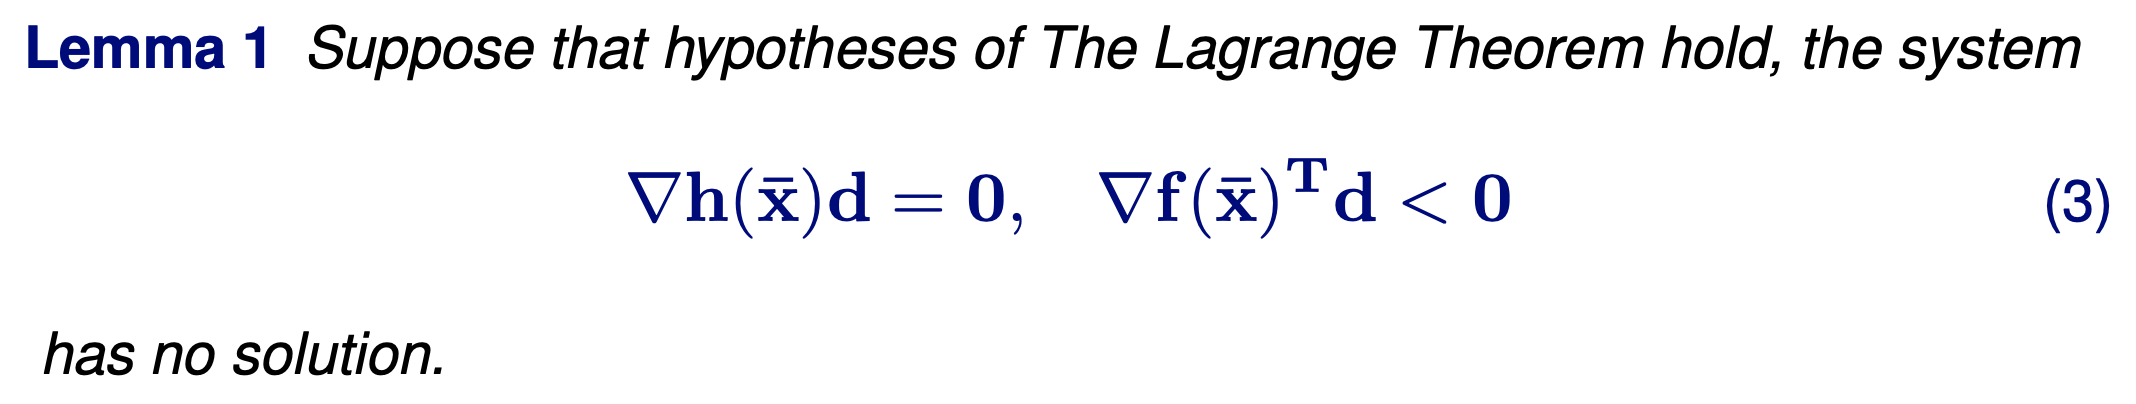 Lemma 1 Suppose that hypotheses of The Lagrange Theorem hold, the system
∇h(x̄)d = 0, ∇f(x̄)ᵀd < 0 (3)
has no solution.